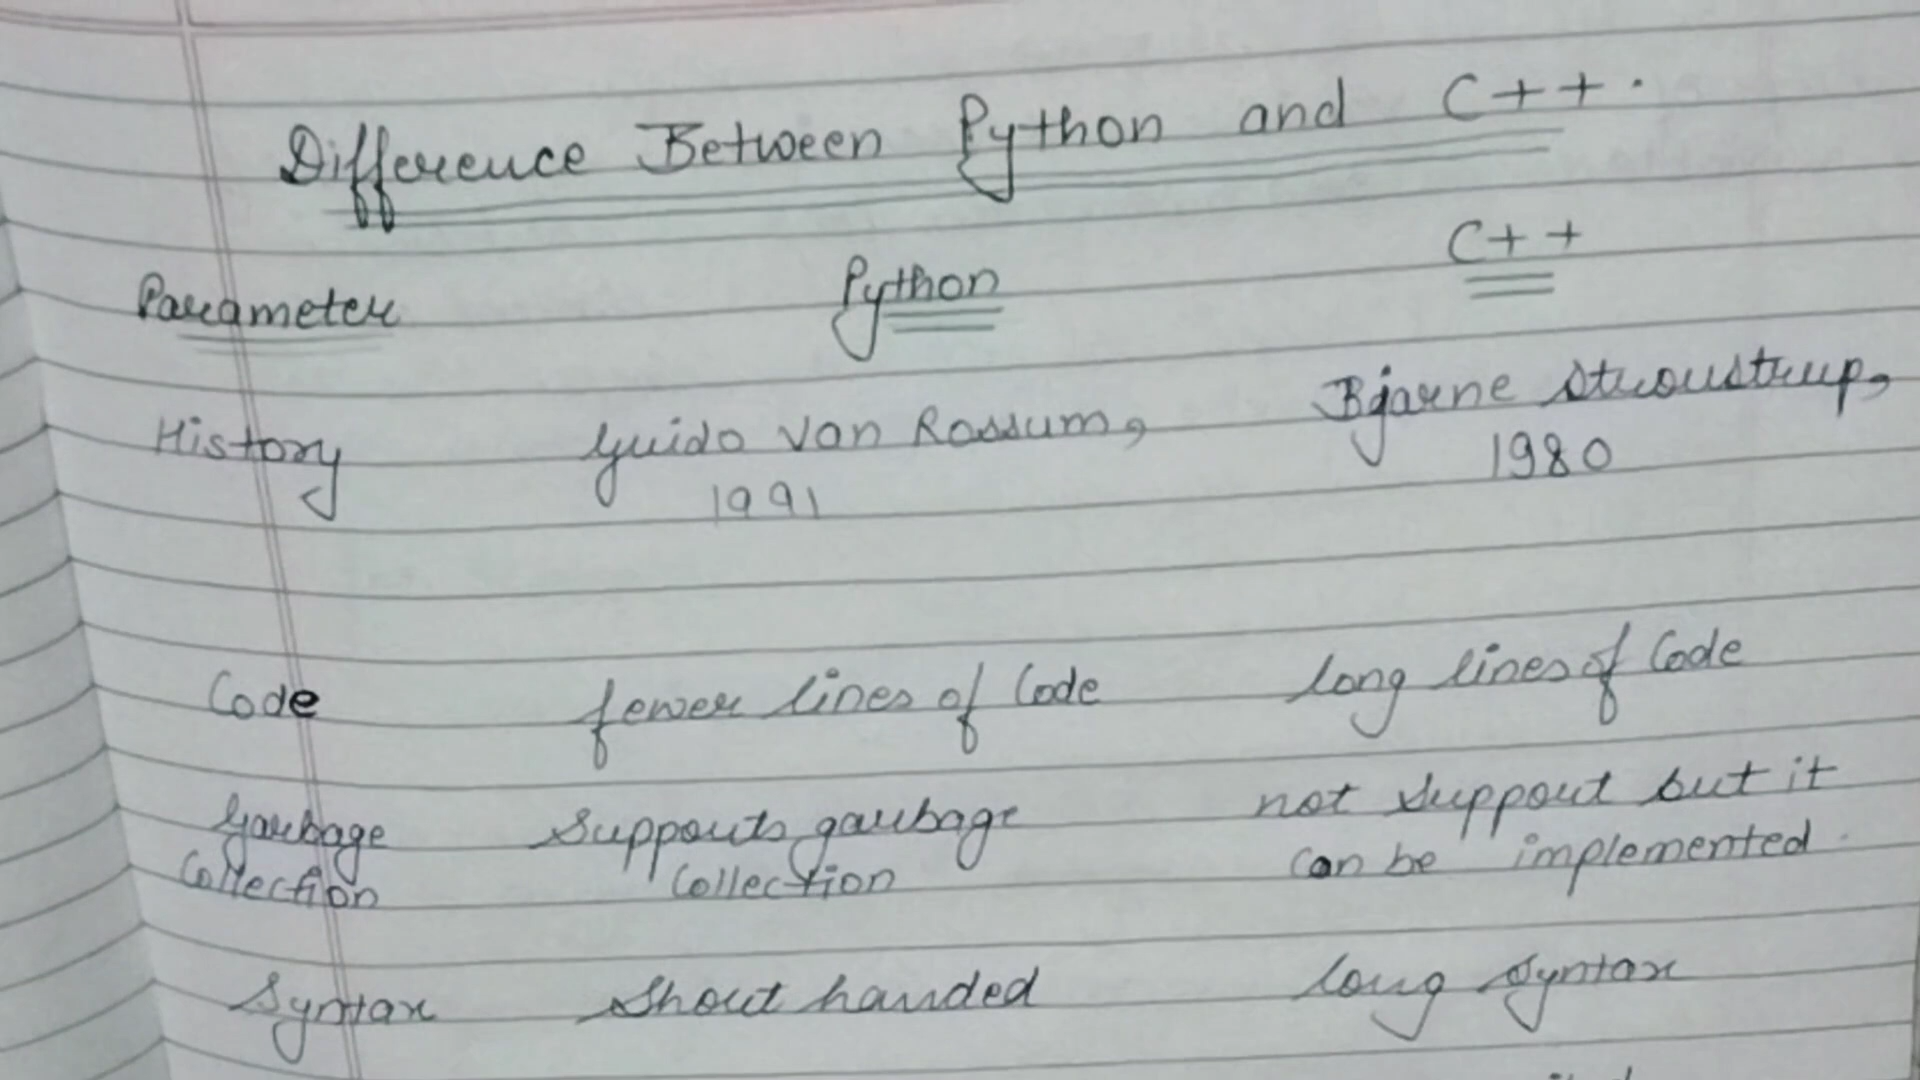 Difference Between Python and C++.
Parameter Python C++
History Guido Van Rossum, 1991 Bjarne Stroustrup, 1980
Code fewer lines of Code long lines of Code
Garbage Collection Supports garbage Collection not support but it can be implemented.
Syntax Short handed long syntax